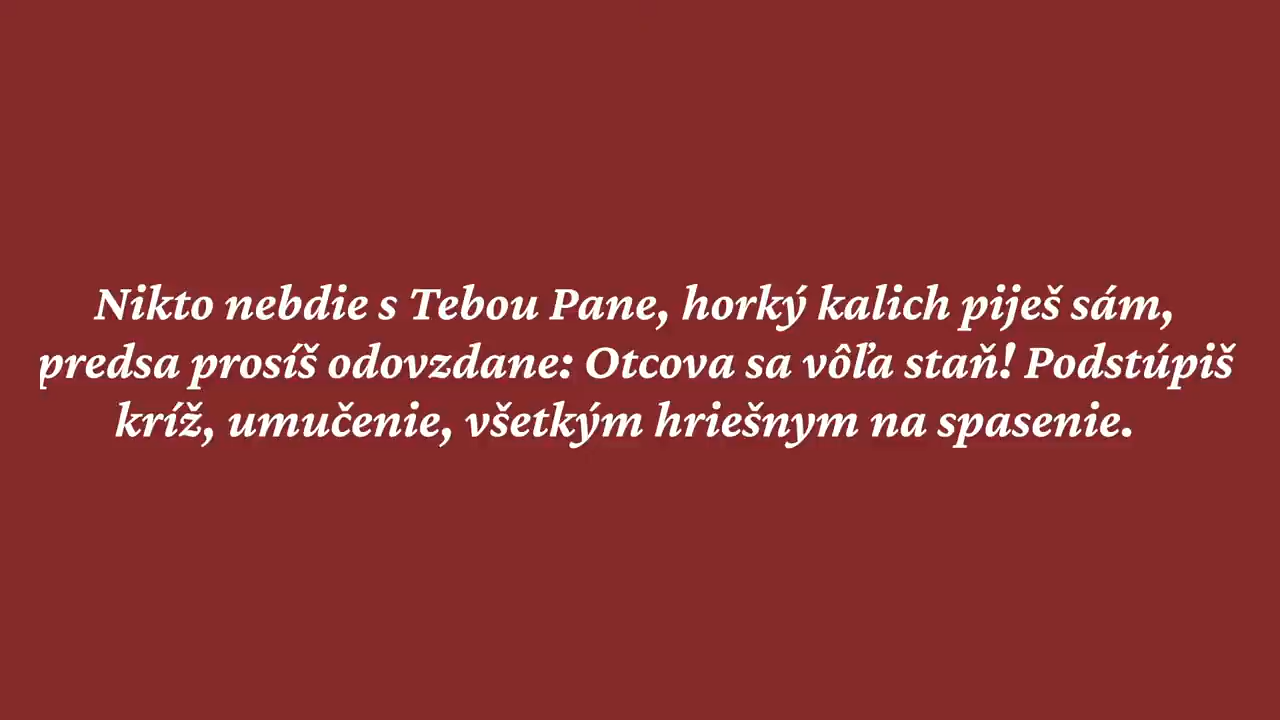 Nikto nebdie s Tebou Pane, horký kalich piješ sám,
predsa prosíš odovzdane: Otcova sa vôľa staň! Podstúpiš
kríž, umučenie, všetkým hriešnym na spasenie.